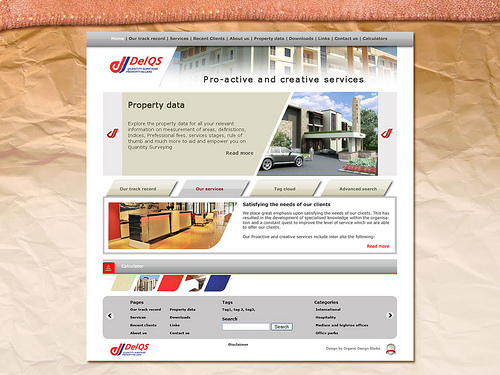 Home | Our track record | Services | Recent Clients | About us | Property data | Downloads | Links | Contact us | Calculators
DelQS
QUANTITY SURVEYORS
PROPERTY VALUERS
Pro-active and creative services
Property data
Explore the property data for all your relevant
information on measurement of areas, definistions,
Indices, Prefessional fees, services stages, rule of
thumb and much more to aid and empower you on
Quantity Surveying
Read more
Our track record
Our services
Tag cloud
Advanced search
Satisfying the needs of our clients
We place great emphasis upon satisfying the needs of our clients. This has
resulted in the development of specialised knowledge within the organisa-
tion and a constant quest to improve the level of service which we are able
to offer our clients.
Our Proactive and creative services include inter alia the following:
Read more
Calculator
Pages
Our track record
Services
Recent clients
About us
Property data
Downloads
Links
Contact us
Tags
Tag1, tag 2, tag3,
Search
Search
Categories
International
Hospitality
Medium and highrise offices
Office parks
DelQS
Disclaimer
Design by Organic Design Studio